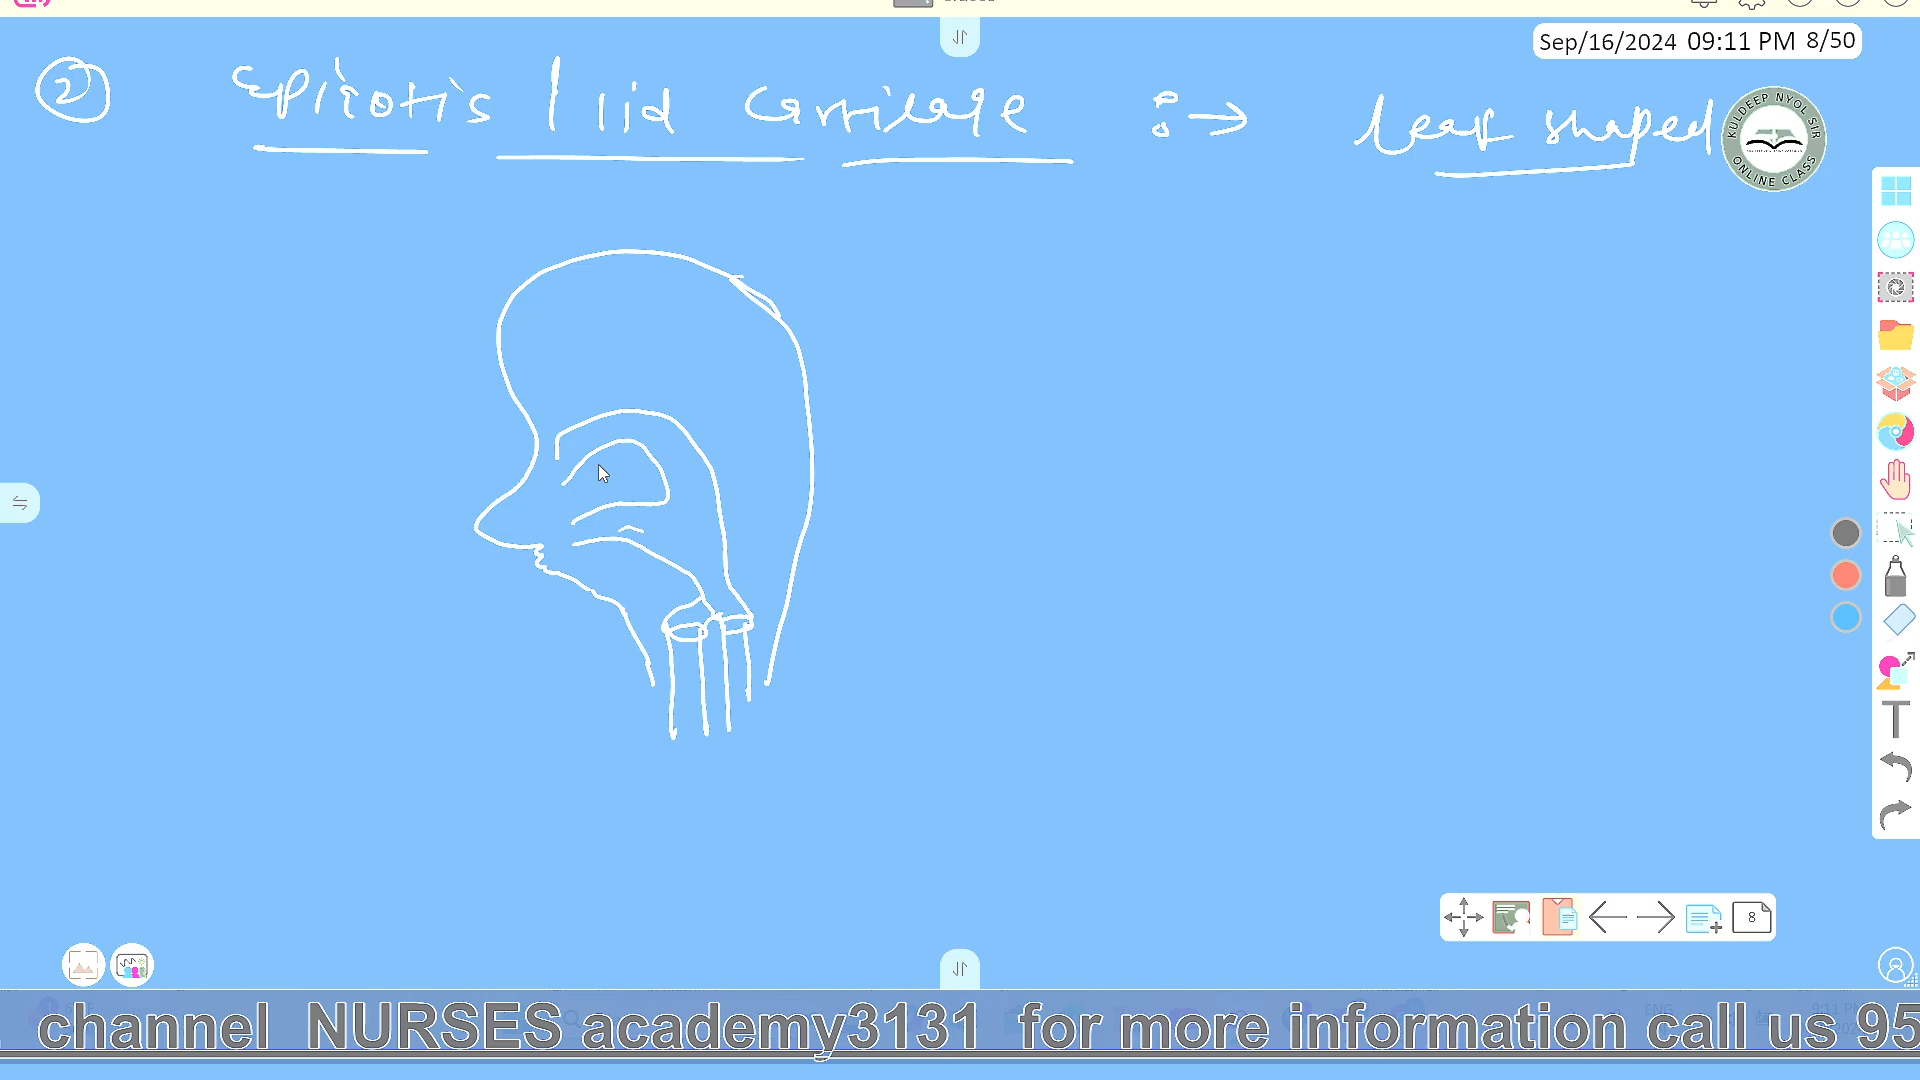 Sep/16/2024 09:11 PM 8/50
② Epiglottis / lid cartilage :→ leaf shaped
KULDEEP NYOL SIR
ONLINE CLASS
T
8
channel NURSES academy3131 for more information call us 95